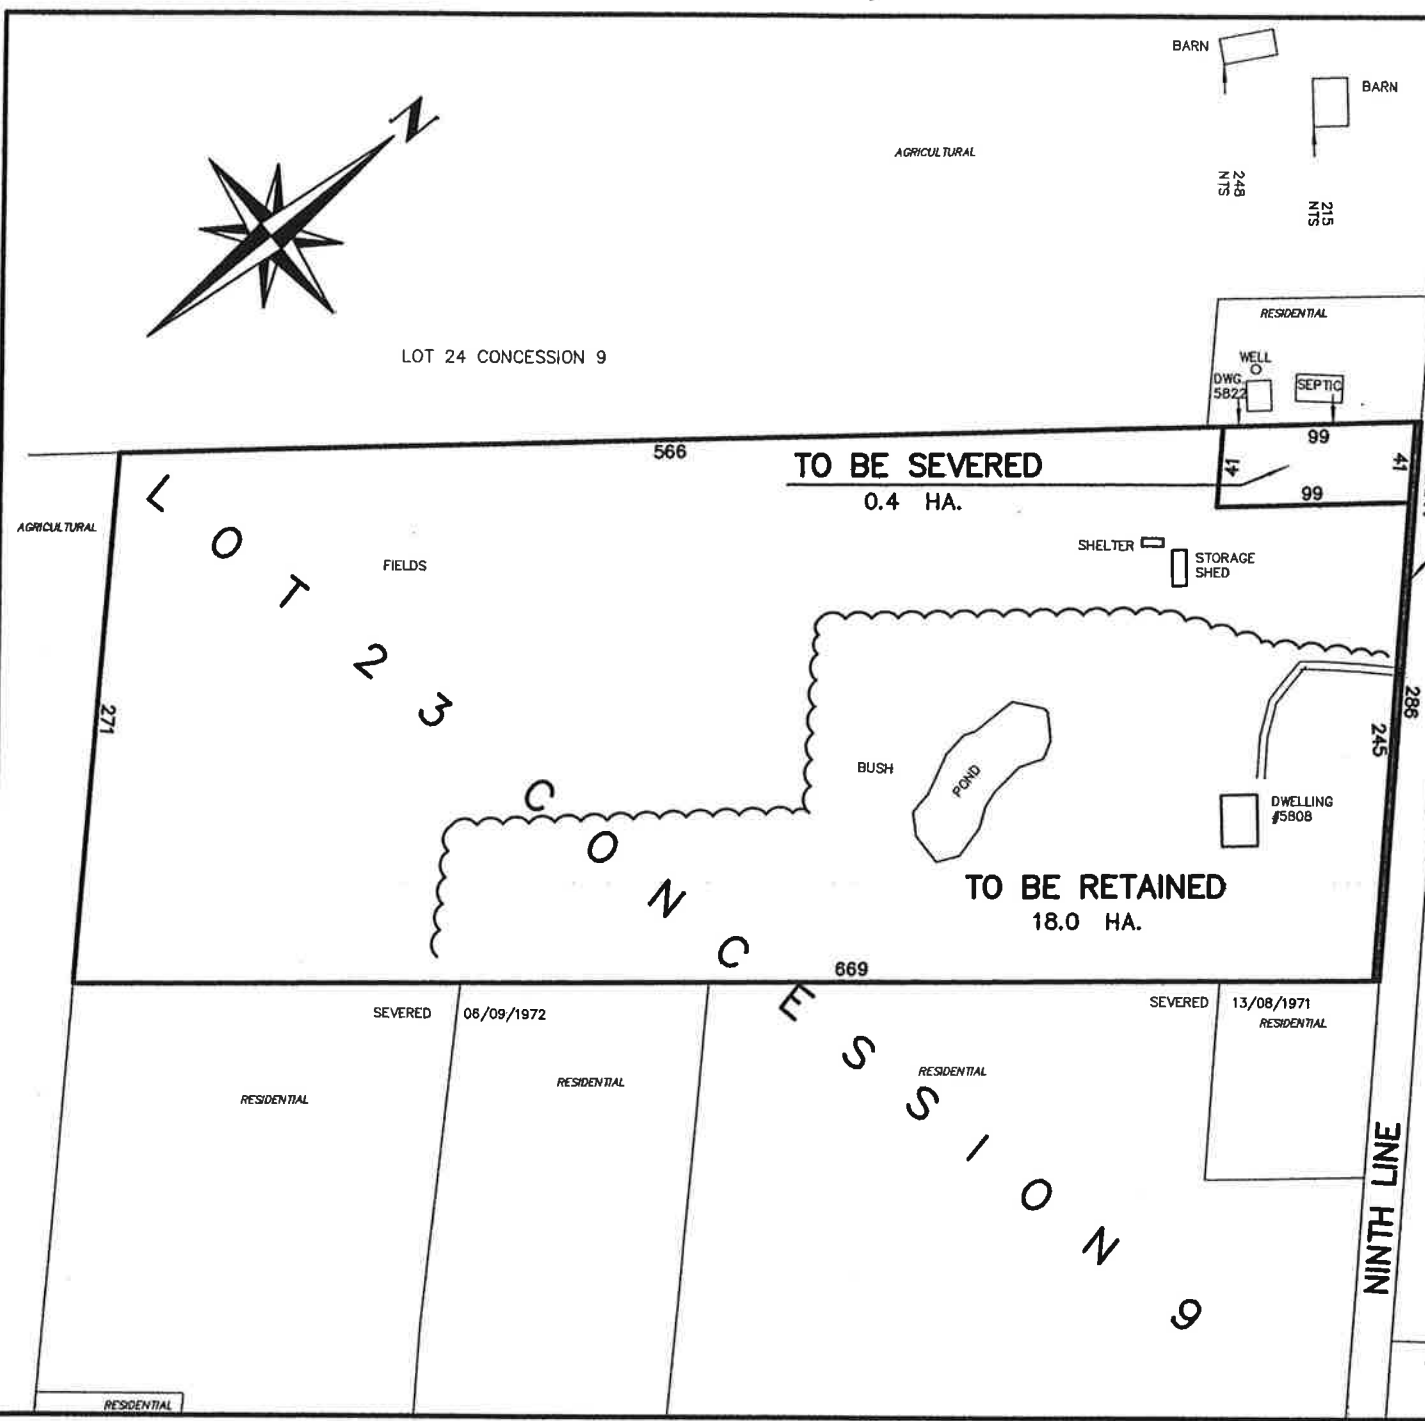 BARN
BARN
N
AGRICULTURAL
248
NTS
215
NTS
RESIDENTIAL
LOT 24 CONCESSION 9
WELL
DWG.
5822
SEPTIC
566
99
TO BE SEVERED
0.4 HA.
41
41
99
AGRICULTURAL
LOT 23 CONCESSION 9
FIELDS
SHELTER
STORAGE
SHED
271
286
245
BUSH
POND
DWELLING
#5808
TO BE RETAINED
18.0 HA.
669
SEVERED
06/09/1972
SEVERED
13/08/1971
RESIDENTIAL
RESIDENTIAL
RESIDENTIAL
RESIDENTIAL
NINTH LINE
RESIDENTIAL